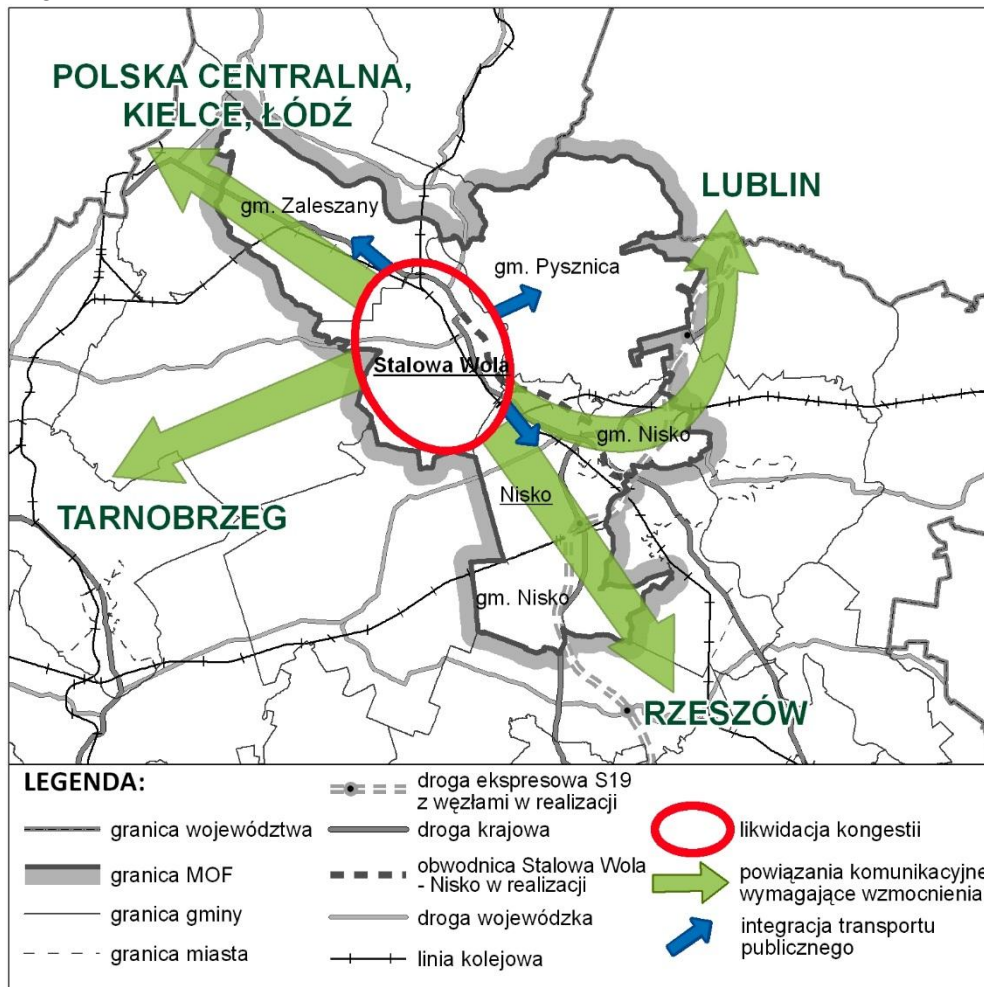 POLSKA CENTRALNA,
KIELCE, ŁÓDŹ
LUBLIN
gm. Zaleszany
gm. Pysznica
Stalowa Wola
gm. Nisko
Nisko
TARNOBRZEG
gm. Nisko
RZESZÓW
LEGENDA:
granica województwa
granica MOF
granica gminy
granica miasta
droga ekspresowa S19
z węzłami w realizacji
droga krajowa
obwodnica Stalowa Wola
- Nisko w realizacji
droga wojewódzka
linia kolejowa
likwidacja kongestii
powiązania komunikacyjne
wymagające wzmocnienia
integracja transportu
publicznego